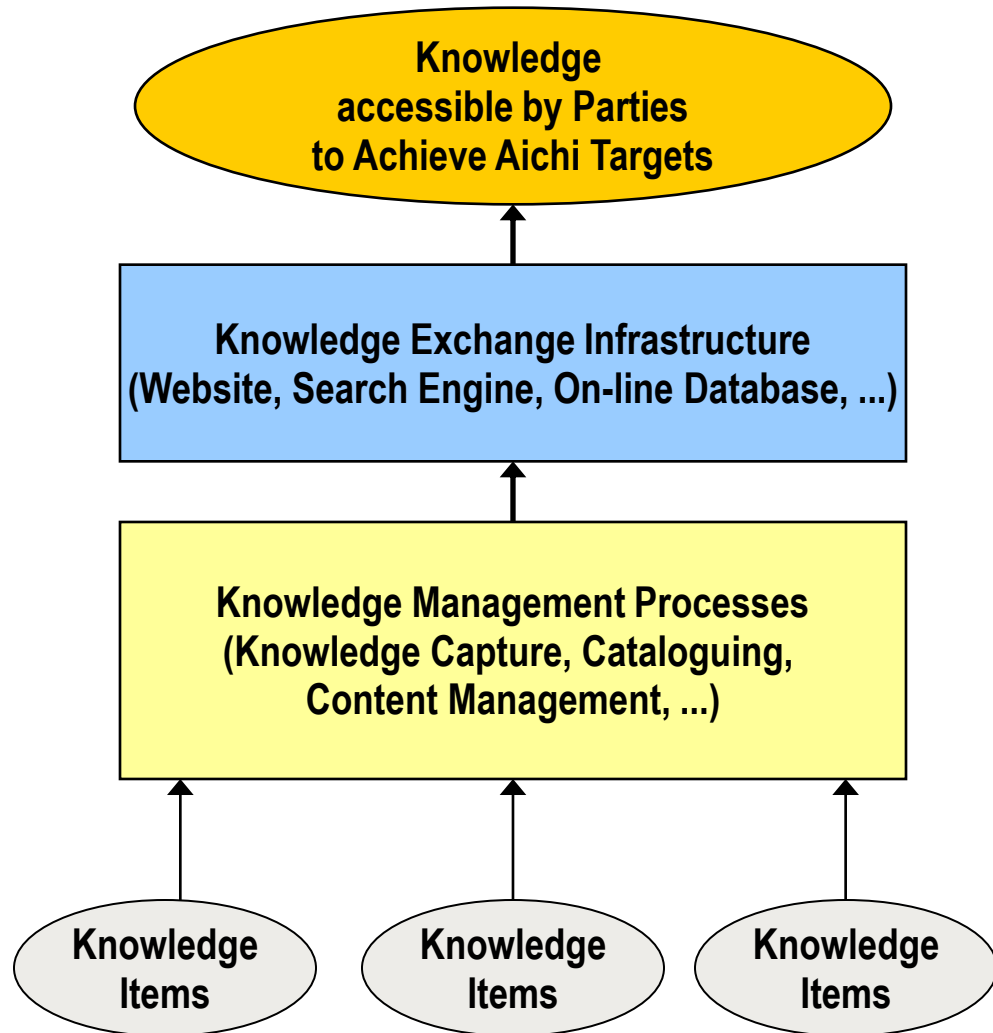 Knowledge
accessible by Parties
to Achieve Aichi Targets
Knowledge Exchange Infrastructure
(Website, Search Engine, On-line Database, ...)
Knowledge Management Processes
(Knowledge Capture, Cataloguing,
Content Management, ...)
Knowledge
Items
Knowledge
Items
Knowledge
Items